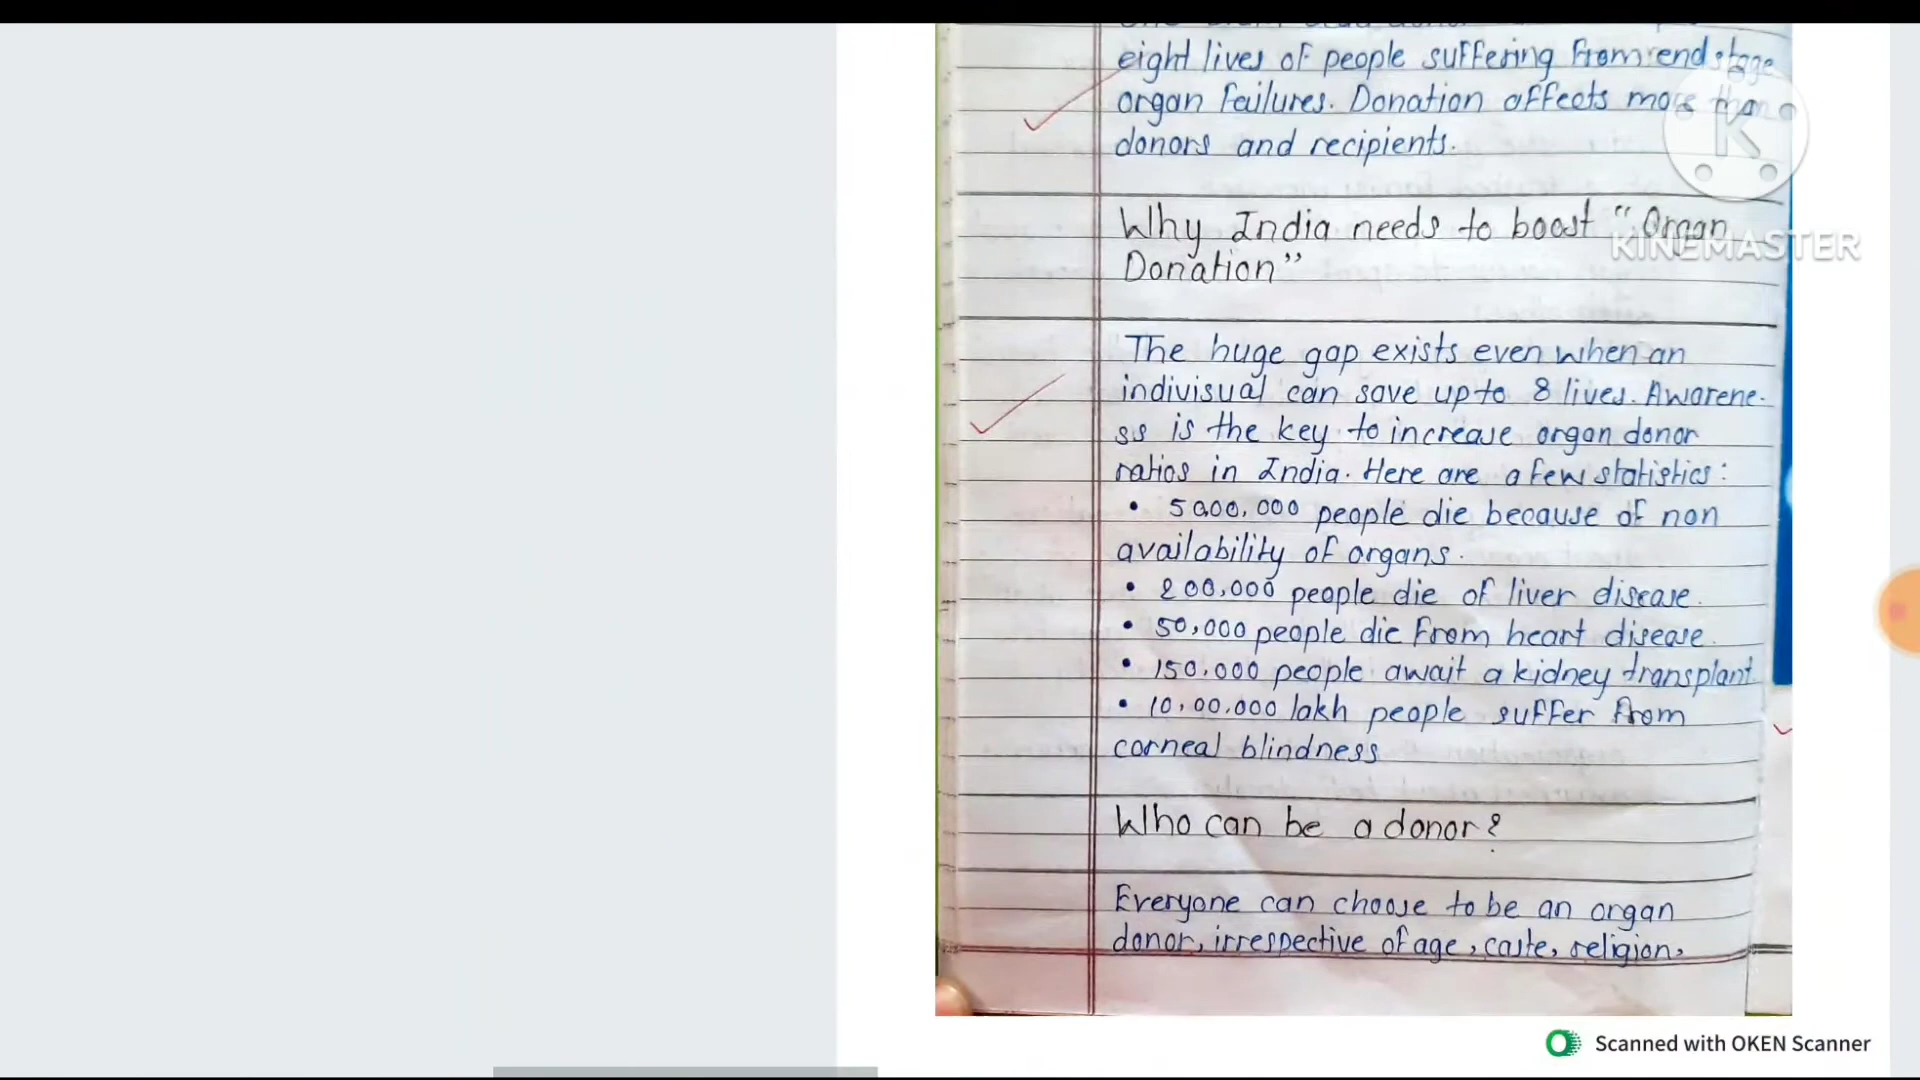 eight lives of people suffering from end stage
organ failures. Donation affects more than
donors and recipients.
Why India needs to boost "Organ
Donation"
The huge gap exists even when an
indivisual can save up to 8 lives. Awarene-
ss is the key to increase organ donor
ratios in India. Here are a few statistics:
• 5000,000 people die because of non
availability of organs.
• 200,000 people die of liver disease.
• 50,000 people die from heart disease.
• 150,000 people await a kidney transplant
• 10,00,000 lakh people suffer from
corneal blindness
Who can be a donor?
Everyone can choose to be an organ
donor, irrespective of age, caste, religion,
K
KINEMASTER
Scanned with OKEN Scanner